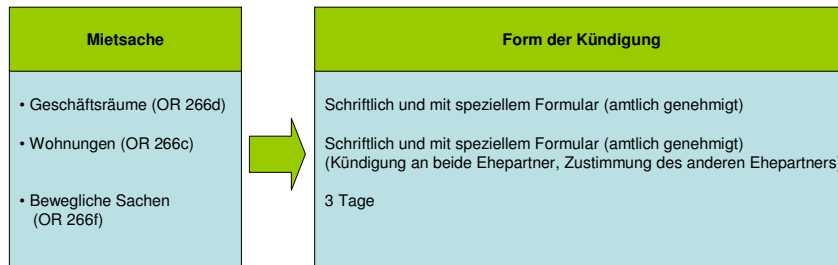 Mietsache
Form der Kündigung
• Geschäftsräume (OR 266d)
Schriftlich und mit speziellem Formular (amtlich genehmigt)
• Wohnungen (OR 266c)
Schriftlich und mit speziellem Formular (amtlich genehmigt)
(Kündigung an beide Ehepartner, Zustimmung des anderen Ehepartners)
• Bewegliche Sachen
(OR 266f)
3 Tage